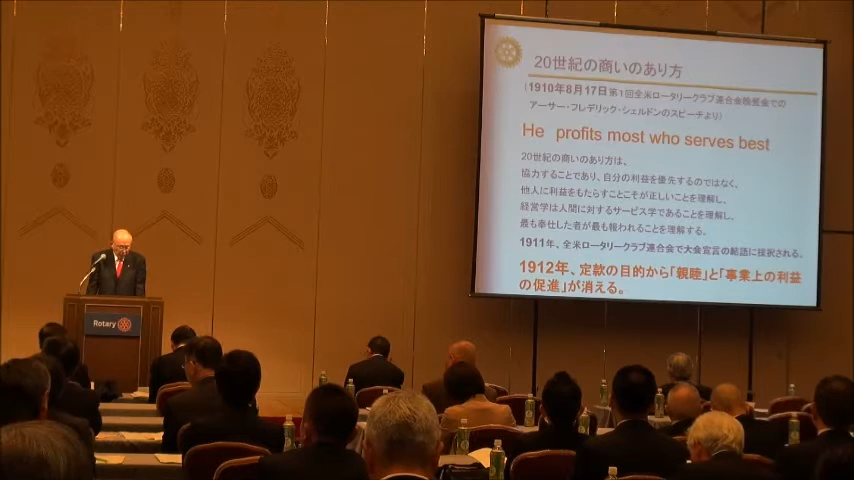 20世紀の商いのあり方
(1910年8月17日第1回全米ロータリークラブ連合会晩餐会での
アーサー・フレデリック・シェルドンのスピーチより)
He profits most who serves best
20世紀の商いのあり方は、
協力することであり、自分の利益を優先するのではなく、
他人に利益をもたらすことこそが正しいことを理解し、
経営学は人間に対するサービス学であることを理解し、
最も奉仕した者が最も報われることを理解する。
1911年、全米ロータリークラブ連合会で大会宣言の結語に採択される。
1912年、定款の目的から「親睦」と「事業上の利益
の促進」が消える。
Rotary